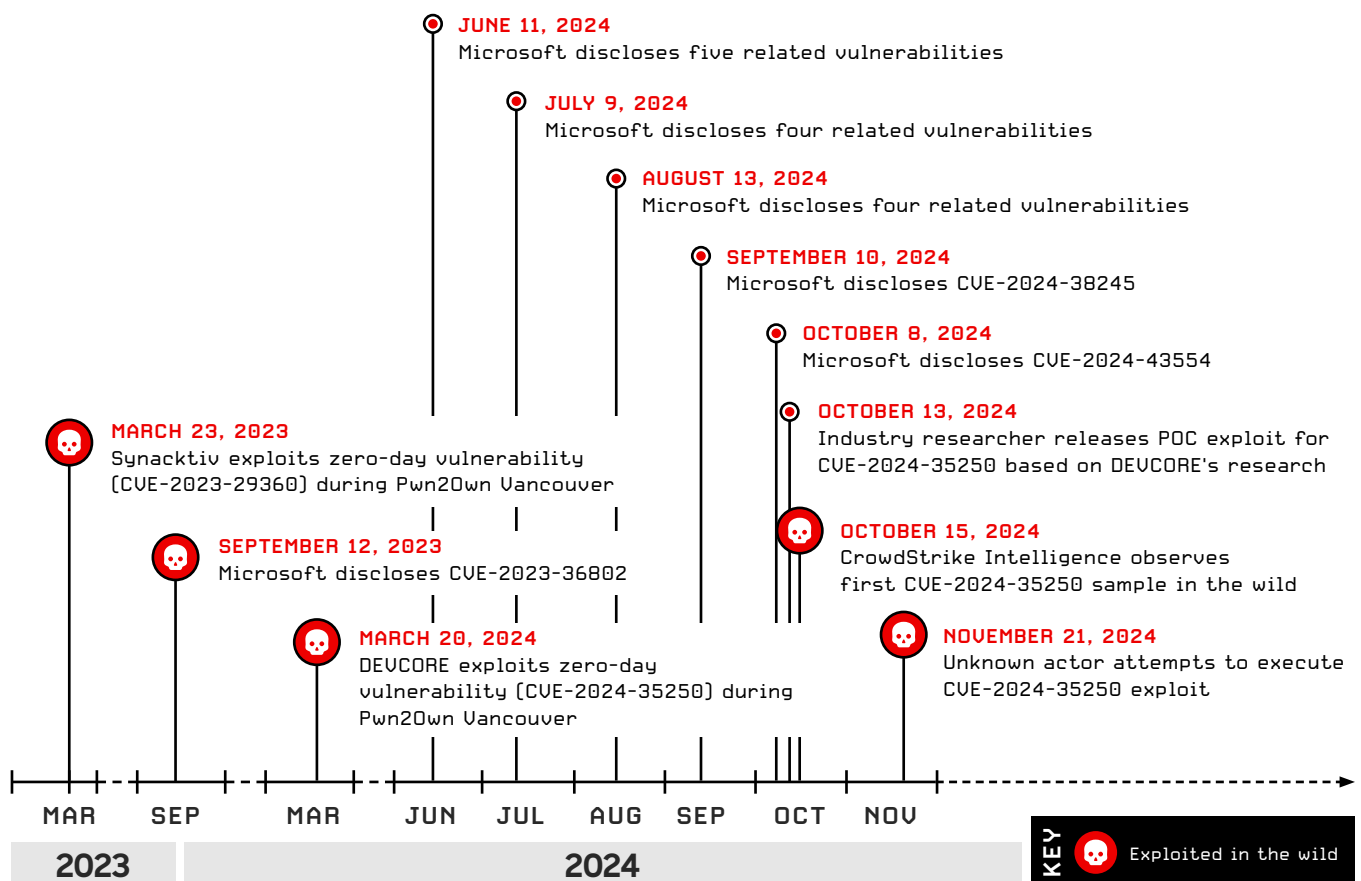 JUNE 11, 2024
Microsoft discloses five related vulnerabilities
JULY 9, 2024
Microsoft discloses four related vulnerabilities
AUGUST 13, 2024
Microsoft discloses four related vulnerabilities
SEPTEMBER 10, 2024
Microsoft discloses CVE-2024-38245
OCTOBER 8, 2024
Microsoft discloses CVE-2024-43554
OCTOBER 13, 2024
Industry researcher releases POC exploit for
CVE-2024-35250 based on DEVCORE's research
MARCH 23, 2023
Synacktiv exploits zero-day vulnerability
(CVE-2023-29360) during Pwn2Own Vancouver
OCTOBER 15, 2024
CrowdStrike Intelligence observes
first CVE-2024-35250 sample in the wild
SEPTEMBER 12, 2023
Microsoft discloses CVE-2023-36802
MARCH 20, 2024
DEVCORE exploits zero-day
vulnerability (CVE-2024-35250) during
Pwn2Own Vancouver
NOVEMBER 21, 2024
Unknown actor attempts to execute
CVE-2024-35250 exploit
MAR SEP MAR JUN JUL AUG SEP OCT NOV
2023 2024
KEY
Exploited in the wild